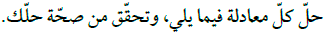 حلّ كلّ معادلة فيما يلي، وتحقّق من صحّة حلّك.